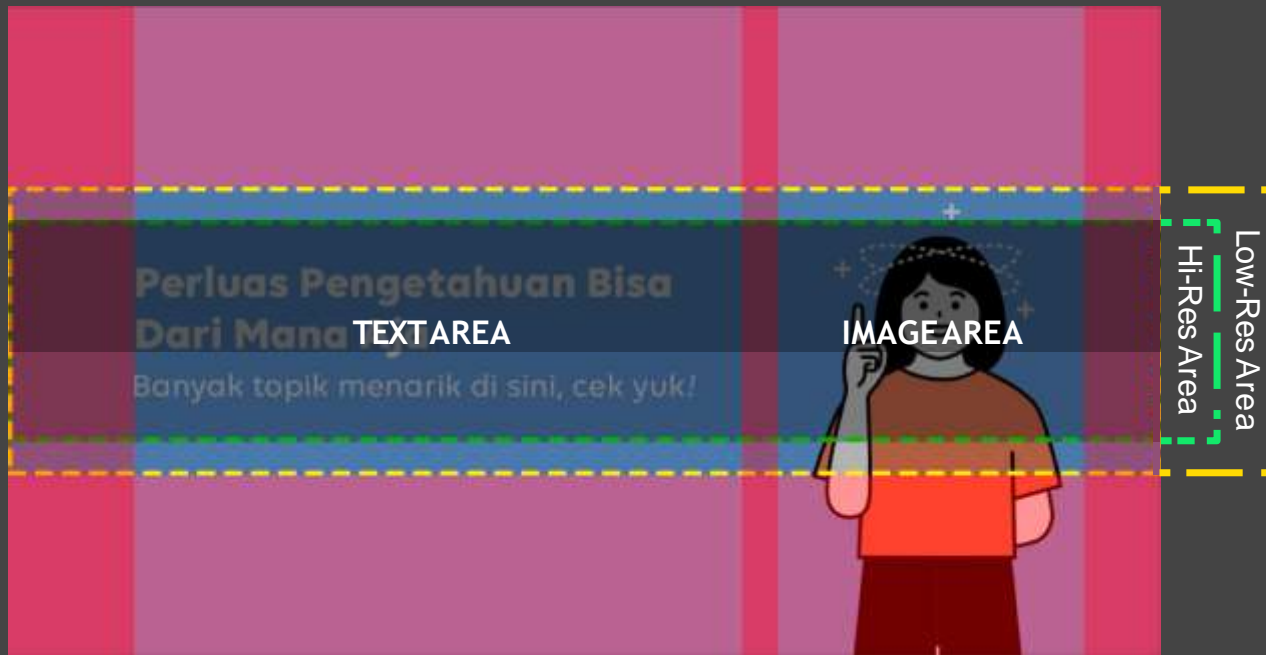 Perluas Pengetahuan Bisa
Dari Mana Aja
TEXT AREA
IMAGE AREA
Banyak topik menarik di sini, cek yuk!
Hi-Res Area
Low-Res Area